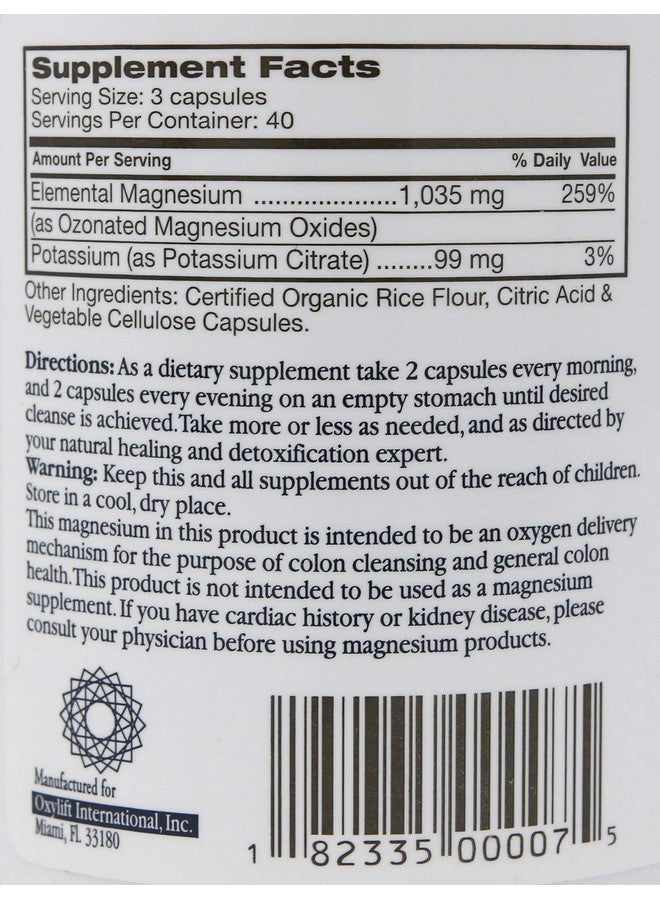 Supplement Facts
Serving Size: 3 capsules
Servings Per Container: 40
Amount Per Serving % Daily Value
Elemental Magnesium .....................1,035 mg 259%
(as Ozonated Magnesium Oxides)
Potassium (as Potassium Citrate) ........99 mg 3%
Other Ingredients: Certified Organic Rice Flour, Citric Acid &
Vegetable Cellulose Capsules.
Directions: As a dietary supplement take 2 capsules every morning,
and 2 capsules every evening on an empty stomach until desired
cleanse is achieved. Take more or less as needed, and as directed by
your natural healing and detoxification expert.
Warning: Keep this and all supplements out of the reach of children.
Store in a cool, dry place.
This magnesium in this product is intended to be an oxygen delivery
mechanism for the purpose of colon cleansing and general colon
health. This product is not intended to be used as a magnesium
supplement. If you have cardiac history or kidney disease, please
consult your physician before using magnesium products.
Manufactured for
Oxylift International, Inc.
Miami, FL 33180
1 82335 00007 5